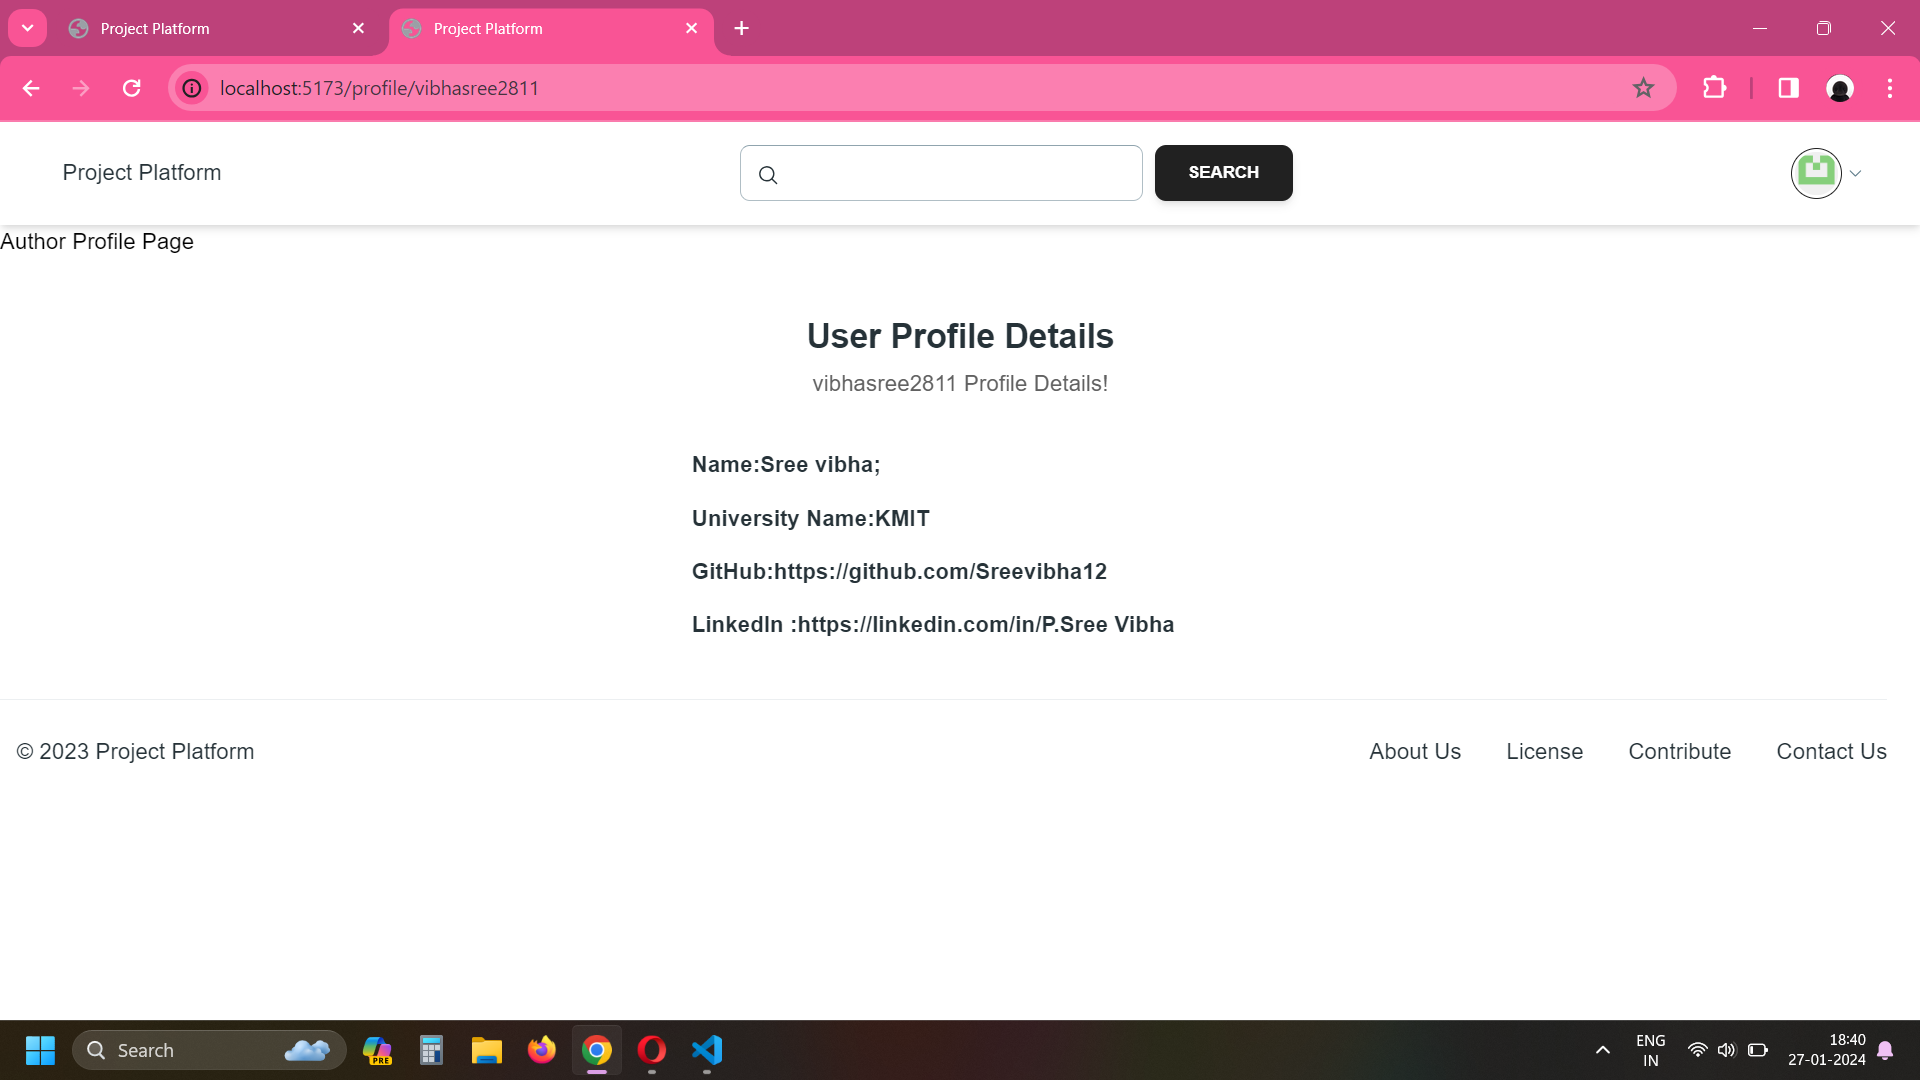 Project Platform
Project Platform
localhost:5173/profile/vibhasree2811
Project Platform
SEARCH
Author Profile Page
User Profile Details
vibhasree2811 Profile Details!
Name:Sree vibha;
University Name:KMIT
GitHub:https://github.com/Sreevibha12
LinkedIn :https://linkedin.com/in/P.Sree Vibha
© 2023 Project Platform
About Us
License
Contribute
Contact Us
Search
PRE
ENG
IN
18:40
27-01-2024